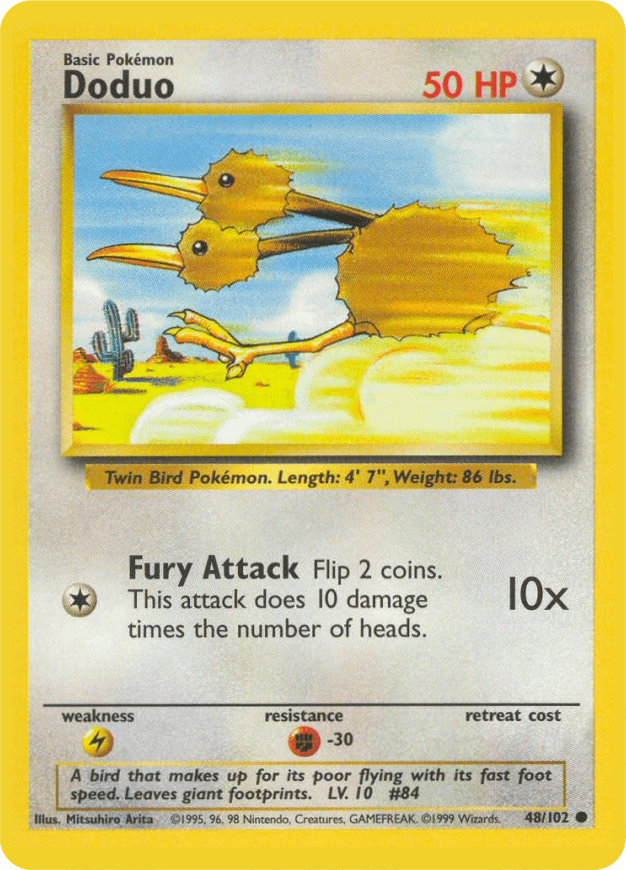 Basic Pokémon
Doduo
50 HP
Twin Bird Pokémon. Length: 4' 7", Weight: 86 lbs.
Fury Attack Flip 2 coins.
This attack does 10 damage
times the number of heads.
10x
weakness
resistance
retreat cost
-30
A bird that makes up for its poor flying with its fast foot
speed. Leaves giant footprints. LV. 10 #84
Illus. Mitsuhiro Arita ©1995, 96, 98 Nintendo, Creatures, GAMEFREAK. ©1999 Wizards. 48/102